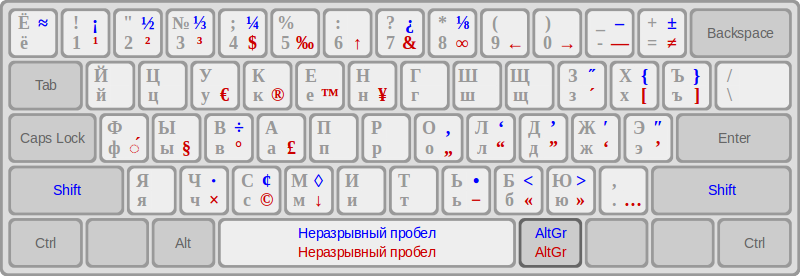 Ё ≈ ! ¡ " ½ № ⅓ ; ¼ % : ? ¿ * ⅛ ( ) _ – + ± Backspace
ё 1 ¹ 2 ² 3 ³ 4 $ 5 ‰ 6 ↑ 7 & 8 ∞ 9 ← 0 → - — = ≠
Tab Й Ц У К Е Н Г Ш Щ З ˝ Х { Ъ } /
й ц у € к ® е ™ н ¥ г ш щ з ´ х [ ъ ] \
Caps Lock Ф Ы В ÷ А П Р О ‚ Л ‘ Д ’ Ж ′ Э ″ Enter
ф ◌́ ы § в ° а £ п р о „ л “ д ” ж ‘ э ’
Shift Я Ч · С ¢ М ◊ И Т Ь • Б < Ю > , Shift
я ч × с © м ↓ и т ь − б « ю » . …
Ctrl Alt Неразрывный пробел AltGr Ctrl
Неразрывный пробел AltGr